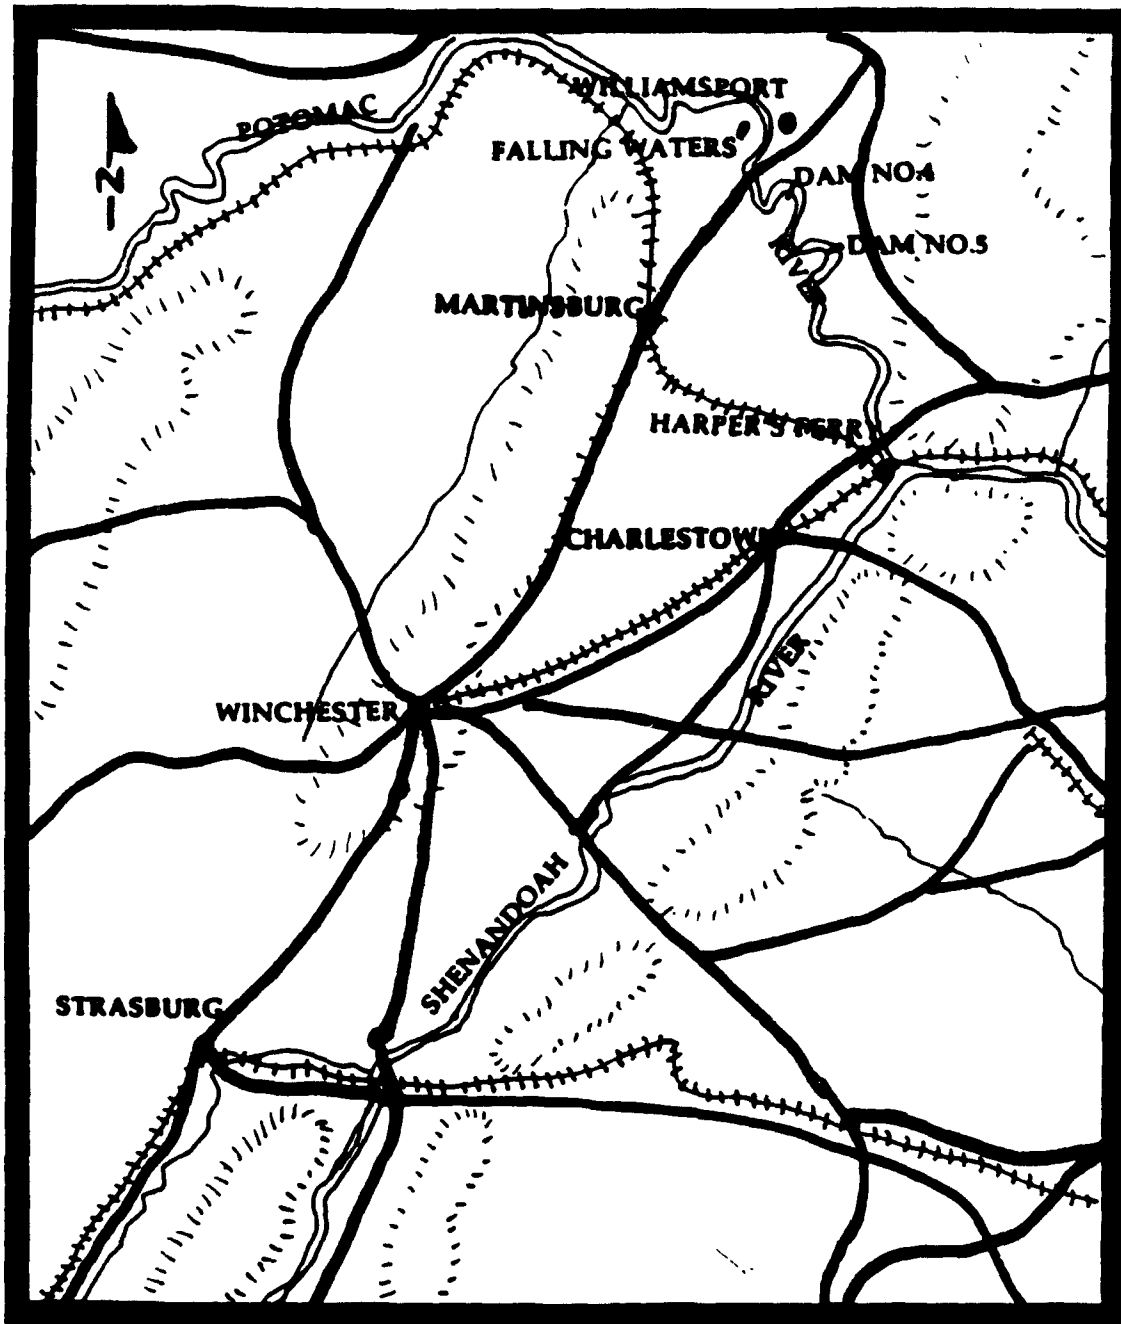 WILLIAMSPORT
POTOMAC
FALLING WATERS
DAM NO.4
RIVER
DAM NO.5
N
MARTINSBURG
HARPER'S FERRY
CHARLESTOWN
RIVER
WINCHESTER
SHENANDOAH
STRASBURG